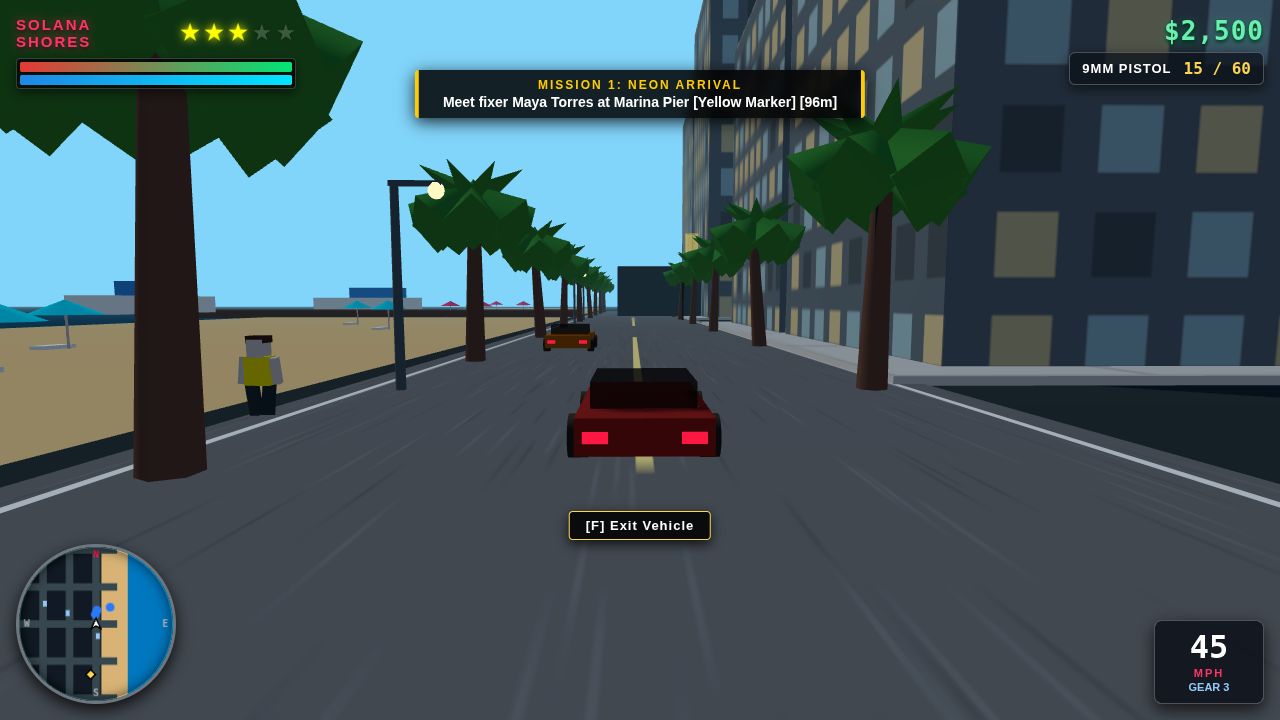 SOLANA
SHORES
$2,500
9MM PISTOL 15 / 60
MISSION 1: NEON ARRIVAL
Meet fixer Maya Torres at Marina Pier [Yellow Marker] [96m]
[F] Exit Vehicle
N
W
E
S
45
MPH
GEAR 3